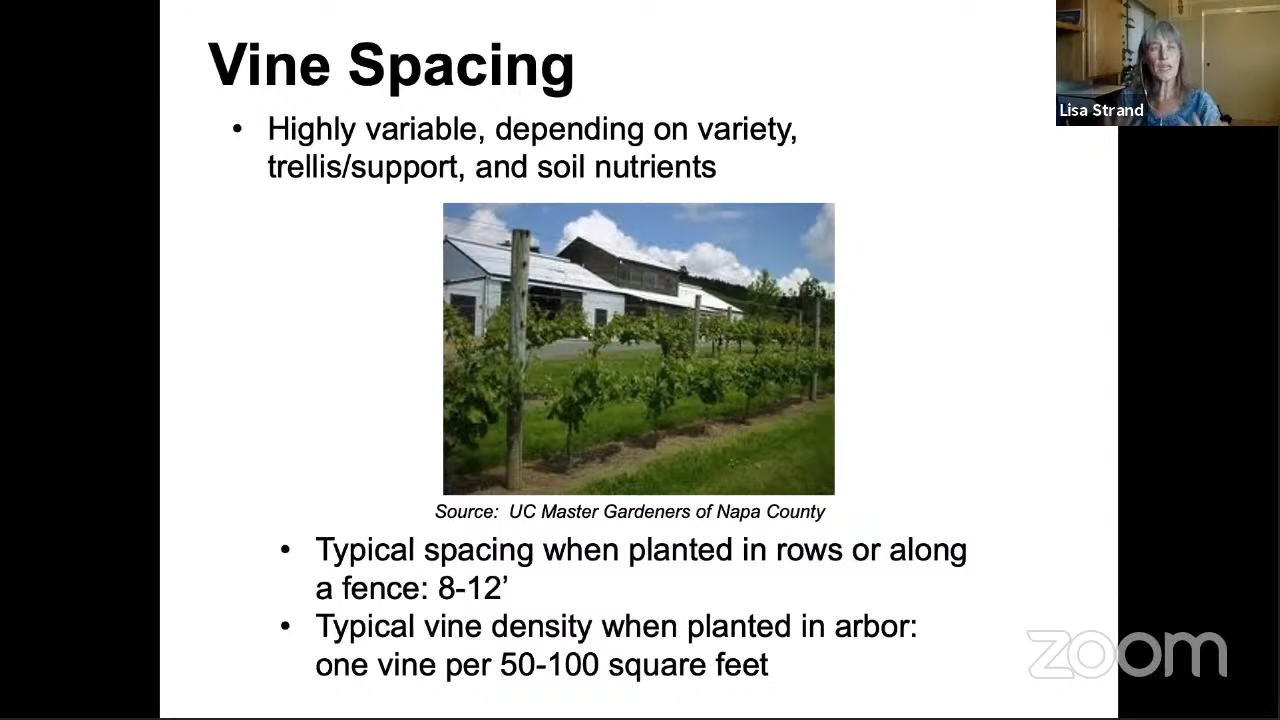 Vine Spacing
• Highly variable, depending on variety,
trellis/support, and soil nutrients
Lisa Strand
Source: UC Master Gardeners of Napa County
• Typical spacing when planted in rows or along
a fence: 8-12’
• Typical vine density when planted in arbor:
one vine per 50-100 square feet
zoom